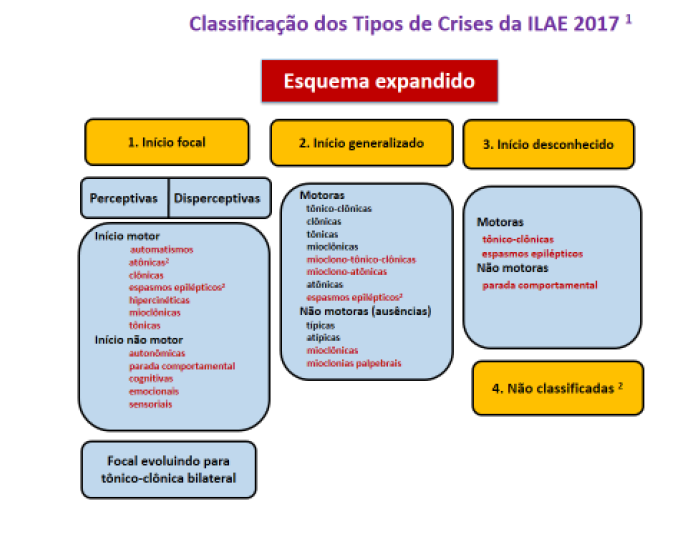 Classificação dos Tipos de Crises da ILAE 2017 ¹
Esquema expandido
1. Início focal
Perceptivas
Disperceptivas
Início motor
automatismos
atônicas²
clônicas
espasmos epilépticos²
hipercinéticas
mioclônicas
tônicas
Início não motor
autonômicas
parada comportamental
cognitivas
emocionais
sensoriais
Focal evoluindo para
tônico-clônica bilateral
2. Início generalizado
Motoras
tônico-clônicas
clônicas
tônicas
mioclônicas
mioclono-tônico-clônicas
mioclono-atônicas
atônicas
espasmos epilépticos²
Não motoras (ausências)
típicas
atípicas
mioclônicas
mioclonias palpebrais
3. Início desconhecido
Motoras
tônico-clônicas
espasmos epilépticos
Não motoras
parada comportamental
4. Não classificadas ²